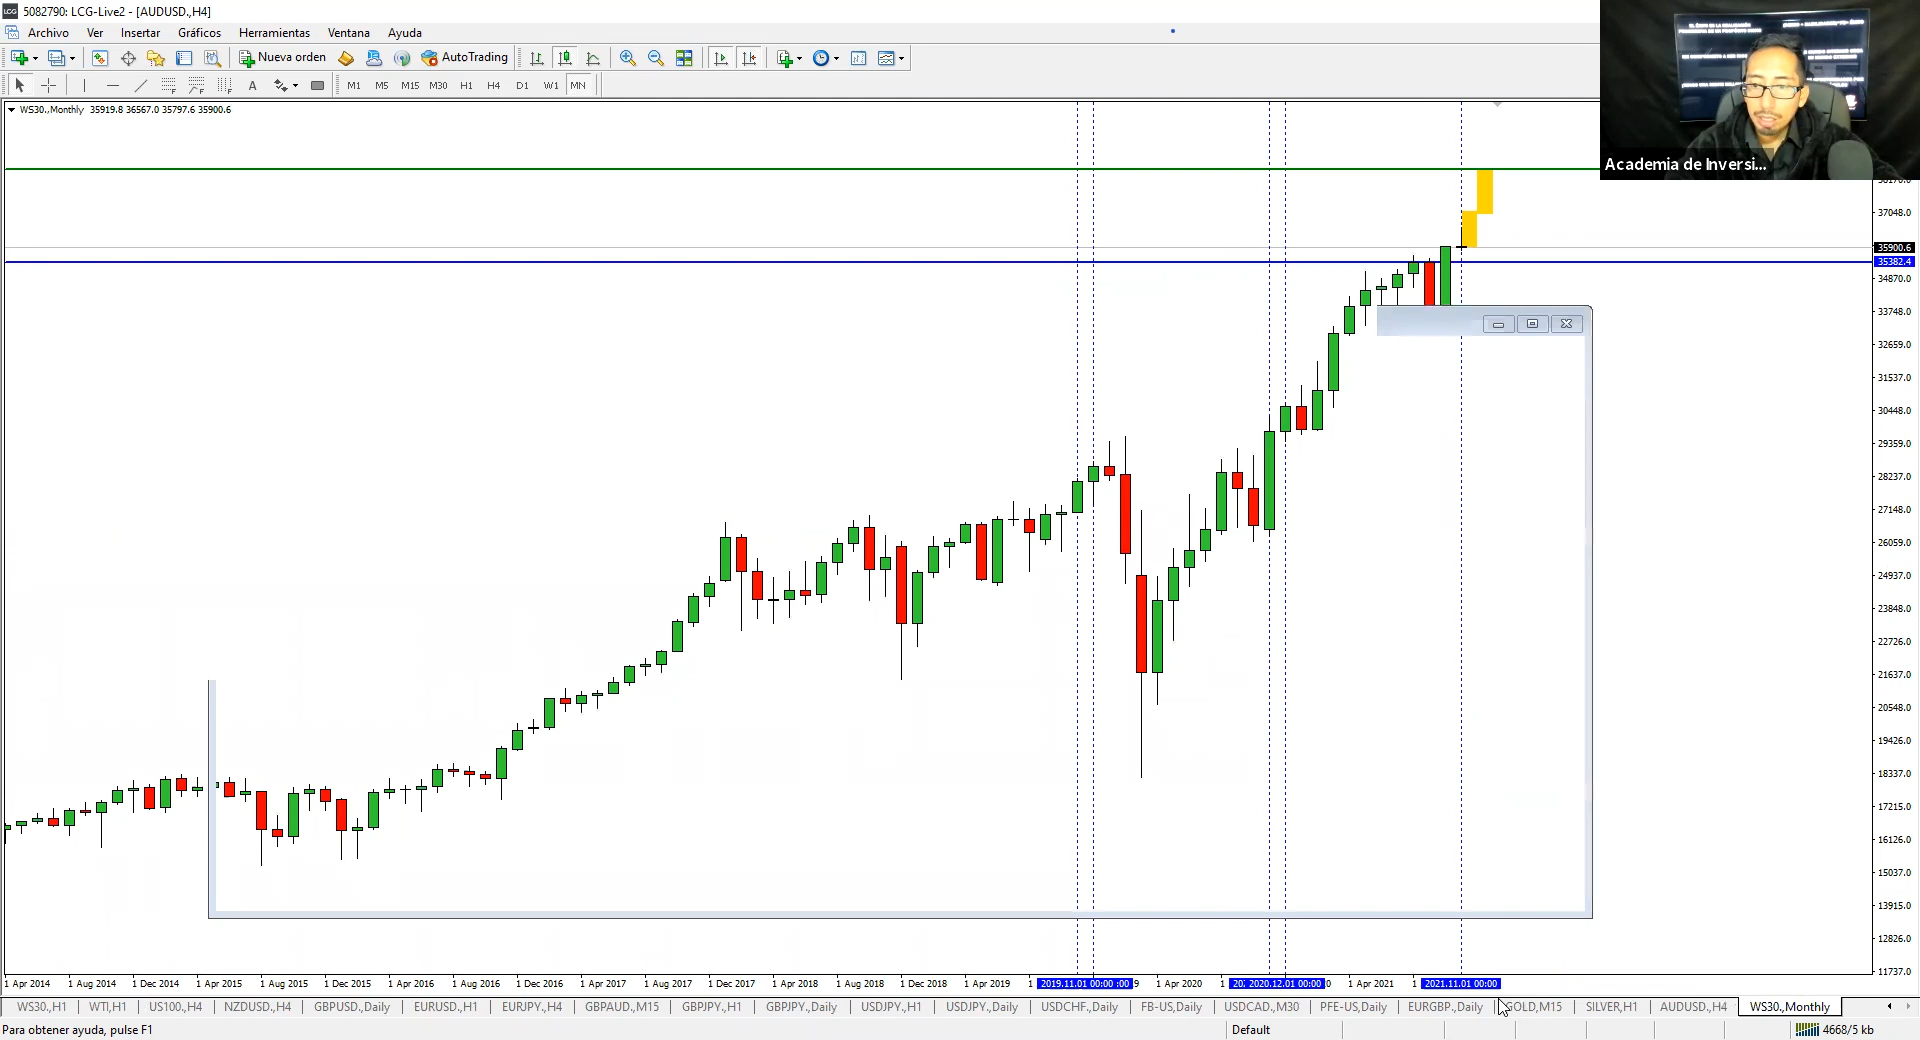 5082790: LCG-Live2 - [AUDUSD.,H4]
Archivo Ver Insertar Gráficos Herramientas Ventana Ayuda
Nueva orden AutoTrading
A M1 M5 M15 M30 H1 H4 D1 W1 MN
WS30.,Monthly 35919.8 36567.0 35797.6 35900.6
Academia de Inversi...
37048.0
35900.6
35382.4
34870.0
33748.0
32659.0
31537.0
30448.0
29359.0
28237.0
27148.0
26059.0
24937.0
23848.0
22726.0
21637.0
20548.0
19426.0
18337.0
17215.0
16126.0
15037.0
13915.0
12826.0
11737.0
1 Apr 2014 1 Aug 2014 1 Dec 2014 1 Apr 2015 1 Aug 2015 1 Dec 2015 1 Apr 2016 1 Aug 2016 1 Dec 2016 1 Apr 2017 1 Aug 2017 1 Dec 2017 1 Apr 2018 1 Aug 2018 1 Dec 2018 1 Apr 2019 1 2019.11.01 00:00 :00 9 1 Apr 2020 1 202 2020.12.01 00:00 0 1 Apr 2021 1 2021.11.01 00:00
WS30.,H1 WTI,H1 US100.,H4 NZDUSD.,H4 GBPUSD.,Daily EURUSD.,H1 EURJPY.,H4 GBPAUD.,M15 GBPJPY.,H1 GBPJPY.,Daily USDJPY.,H1 USDJPY.,Daily USDCHF.,Daily FB-US,Daily USDCAD.,M30 PFE-US,Daily EURGBP.,Daily GOLD,M15 SILVER,H1 AUDUSD.,H4 WS30.,Monthly
Para obtener ayuda, pulse F1 Default 4668/5 kb